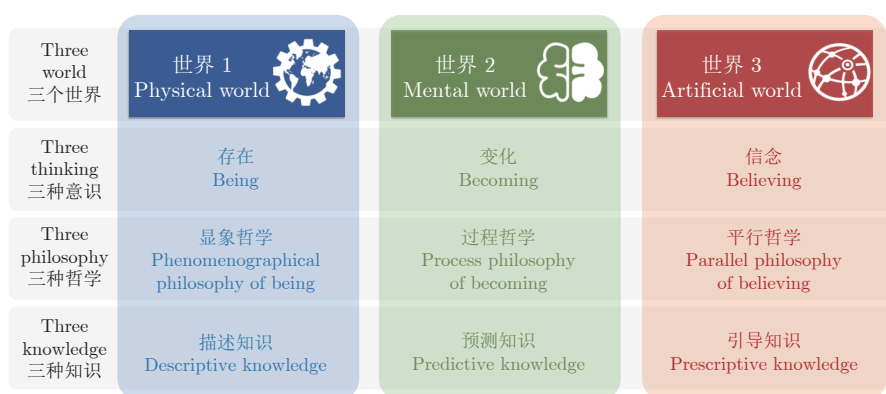 Three
world
三个世界
世界 1
Physical world
世界 2
Mental world
世界 3
Artificial world
Three
thinking
三种意识
存在
Being
变化
Becoming
信念
Believing
Three
philosophy
三种哲学
显象哲学
Phenomenographical
philosophy of being
过程哲学
Process philosophy
of becoming
平行哲学
Parallel philosophy
of believing
Three
knowledge
三种知识
描述知识
Descriptive knowledge
预测知识
Predictive knowledge
引导知识
Prescriptive knowledge